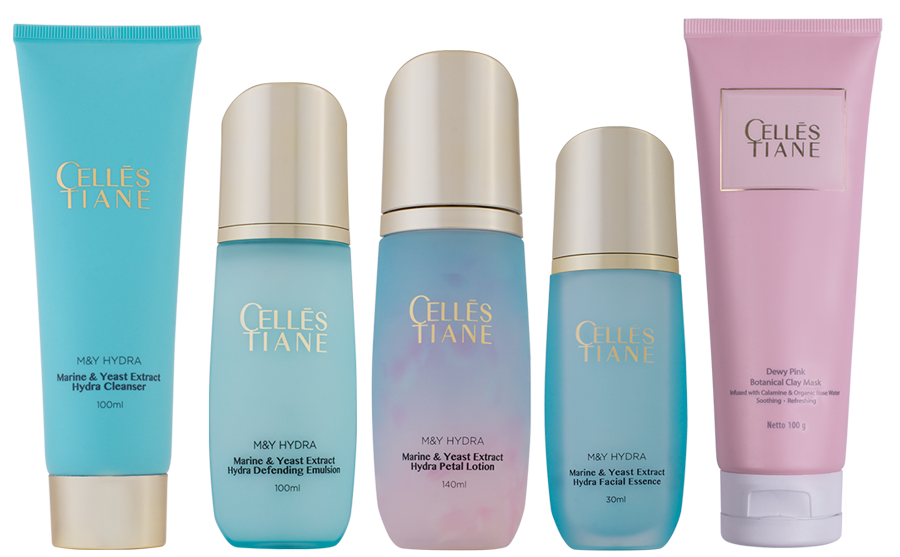 CELLĒS
TIANE
M&Y HYDRA
Marine & Yeast Extract
Hydra Cleanser
100ml
CELLĒS
TIANE
M&Y HYDRA
Marine & Yeast Extract
Hydra Defending Emulsion
100ml
CELLĒS
TIANE
M&Y HYDRA
Marine & Yeast Extract
Hydra Petal Lotion
140ml
CELLĒS
TIANE
M&Y HYDRA
Marine & Yeast Extract
Hydra Facial Essence
30ml
CELLĒS
TIANE
Dewy Pink
Botanical Clay Mask
Infused with Calamine & Organic Rose Water
Soothing - Refreshing
Netto 100 g